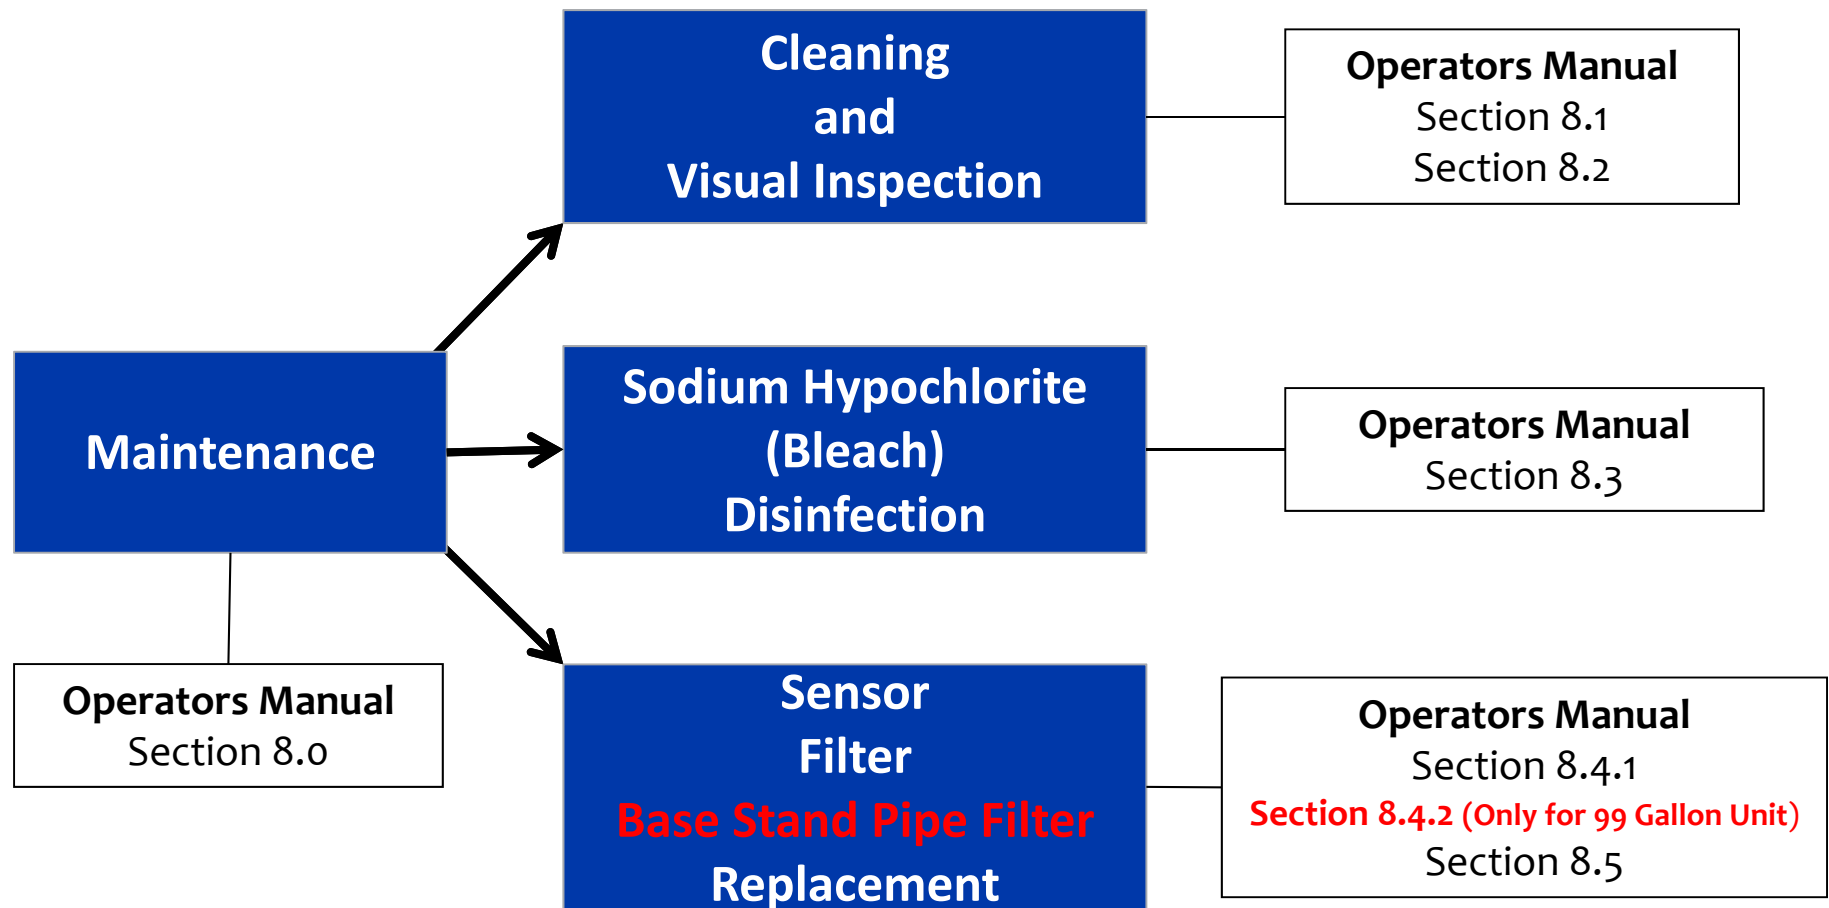 Cleaning
and
Visual Inspection
Operators Manual
Section 8.1
Section 8.2
Maintenance
Operators Manual
Section 8.0
Sodium Hypochlorite
(Bleach)
Disinfection
Operators Manual
Section 8.3
Sensor
Filter
Base Stand Pipe Filter
Replacement
Operators Manual
Section 8.4.1
Section 8.4.2 (Only for 99 Gallon Unit)
Section 8.5